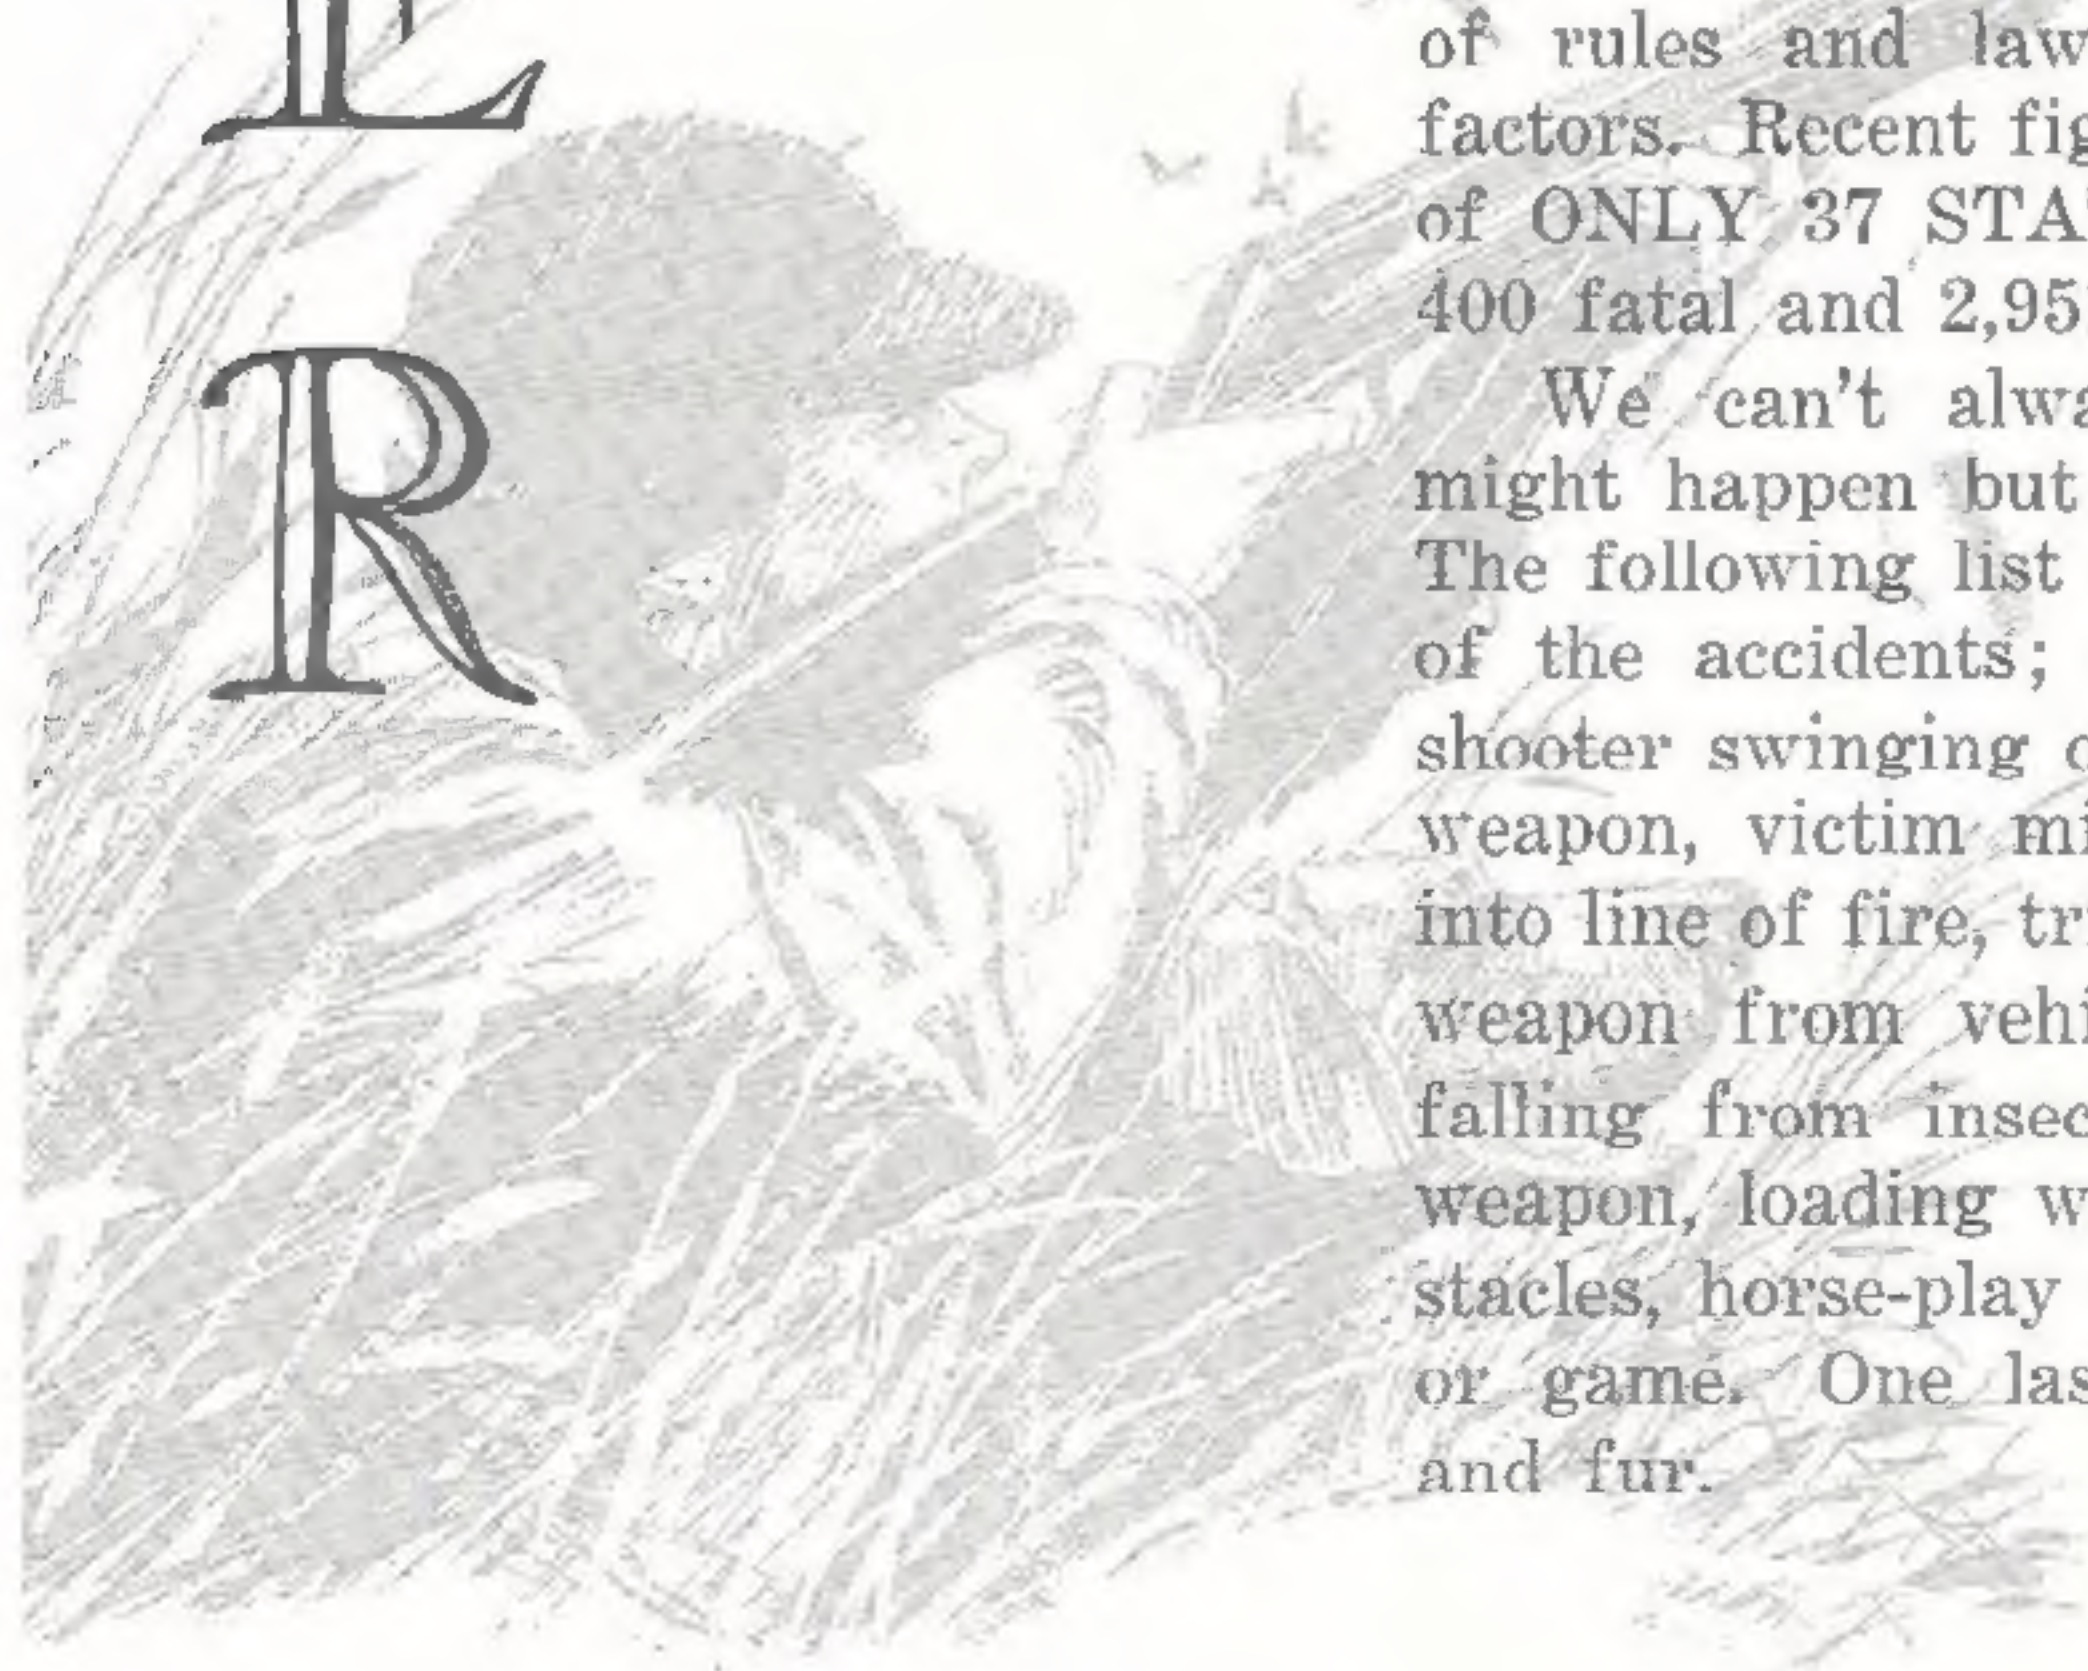 E
R
of rules and law
factors. Recent fig
of ONLY 37 STA
400 fatal and 2,95
We can't alwa
might happen but
The following list
of the accidents;
shooter swinging
weapon, victim mi
into line of fire, tr
weapon from vehi
falling from insec
weapon, loading w
stacles, horse-play
or game. One las
and fur.